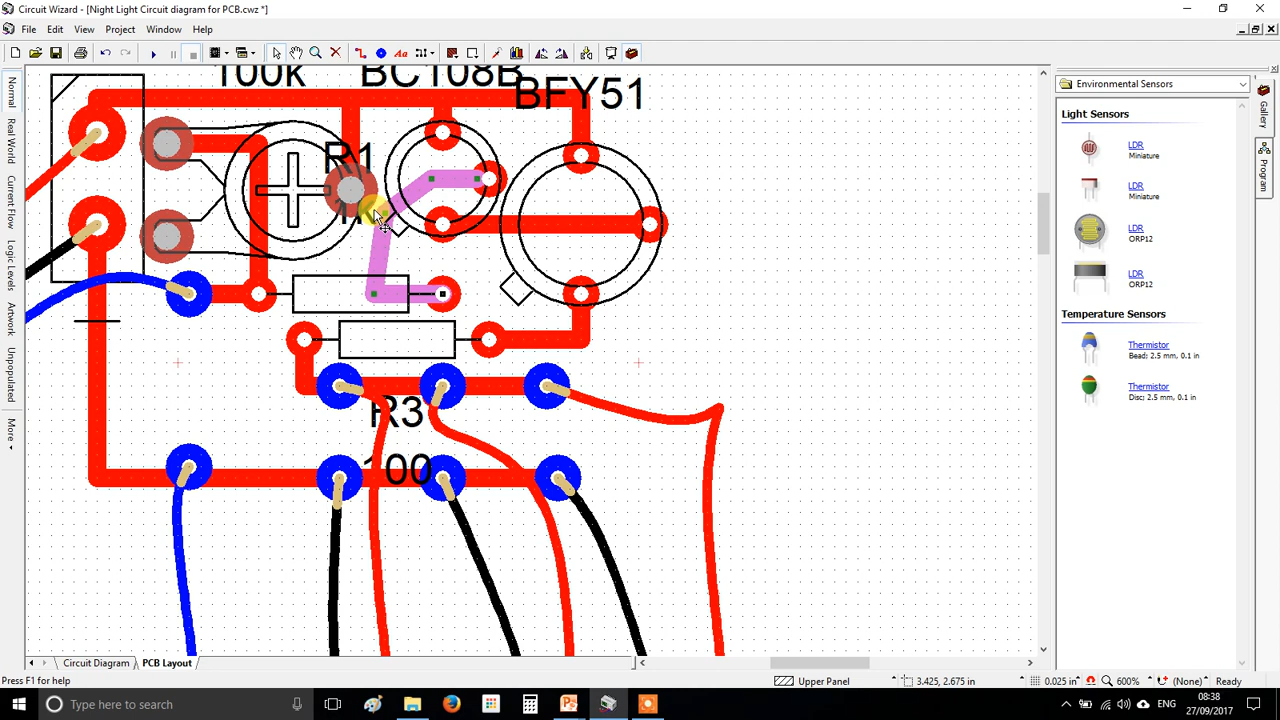 Circuit Wizard - [Night Light Circuit diagram for PCB.cwz *]
File Edit View Project Window Help
Normal
Real World
Current Flow
Logic Levels
Artwork
Unpopulated
More
100k
BC108B
BFY51
R1
R3
100
Environmental Sensors
Light Sensors
LDR
Miniature
LDR
Miniature
LDR
ORP12
LDR
ORP12
Temperature Sensors
Thermistor
Bead; 2.5 mm, 0.1 in
Thermistor
Disc; 2.5 mm, 0.1 in
Gallery
Program
Circuit Diagram PCB Layout
Press F1 for help
Upper Panel
3.425, 2.675 in
0.025 in
600%
(None)
Ready
Type here to search
ENG
08:38
27/09/2017